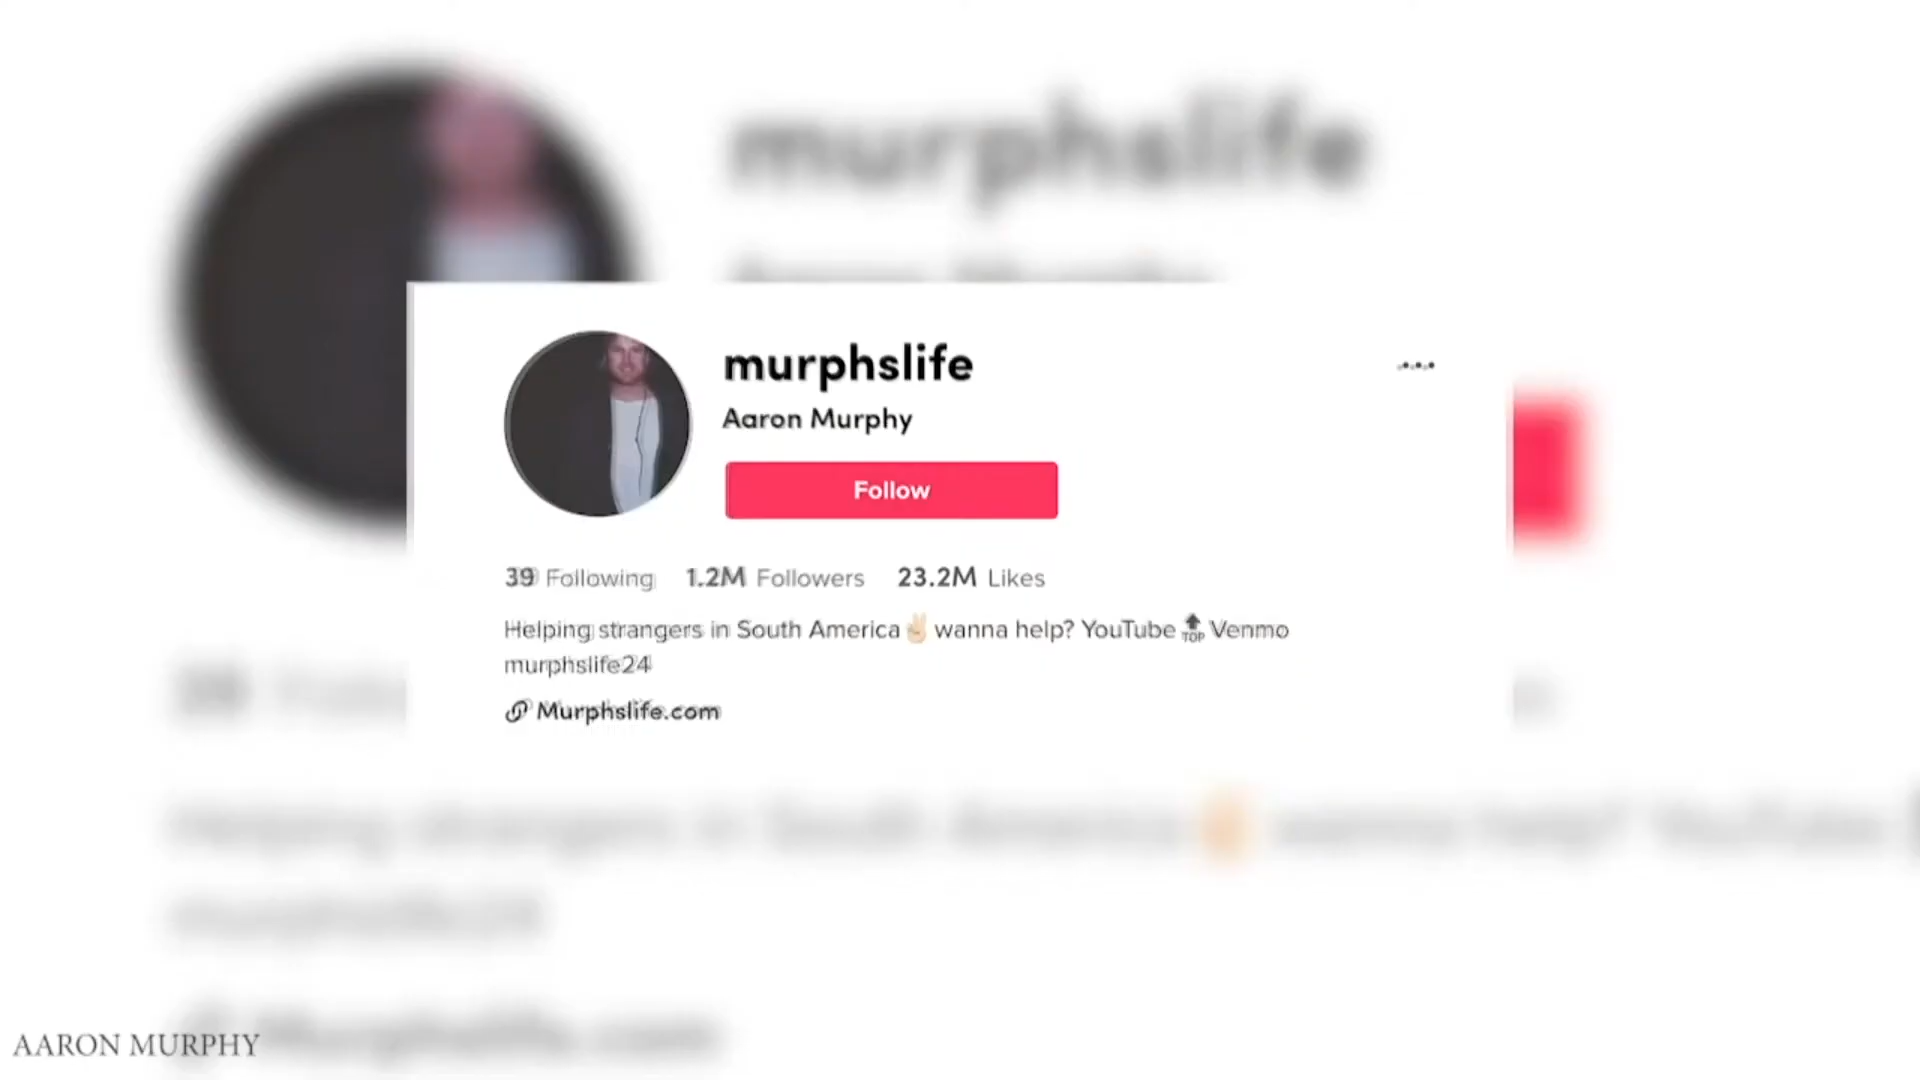 murphslife
murphslife
Aaron Murphy
Follow
39 Following 1.2M Followers 23.2M Likes
Helping strangers in South America✌🏻 wanna help? YouTube 🔝 Venmo
murphslife24
Murphslife.com
AARON MURPHY